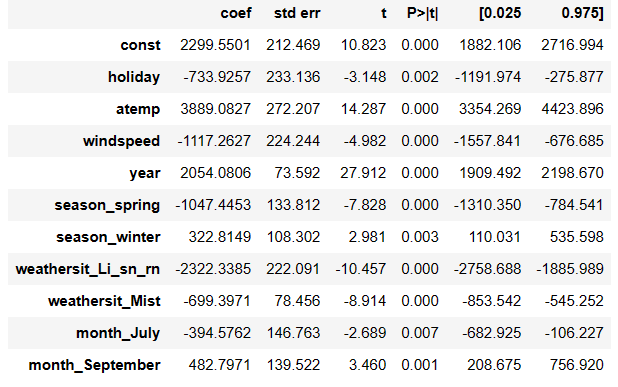 coef std err t P>|t| [0.025 0.975]
const 2299.5501 212.469 10.823 0.000 1882.106 2716.994
holiday -733.9257 233.136 -3.148 0.002 -1191.974 -275.877
atemp 3889.0827 272.207 14.287 0.000 3354.269 4423.896
windspeed -1117.2627 224.244 -4.982 0.000 -1557.841 -676.685
year 2054.0806 73.592 27.912 0.000 1909.492 2198.670
season_spring -1047.4453 133.812 -7.828 0.000 -1310.350 -784.541
season_winter 322.8149 108.302 2.981 0.003 110.031 535.598
weathersit_Li_sn_rn -2322.3385 222.091 -10.457 0.000 -2758.688 -1885.989
weathersit_Mist -699.3971 78.456 -8.914 0.000 -853.542 -545.252
month_July -394.5762 146.763 -2.689 0.007 -682.925 -106.227
month_September 482.7971 139.522 3.460 0.001 208.675 756.920